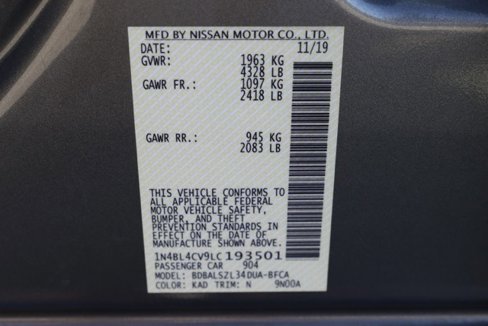 MFD BY NISSAN MOTOR CO., LTD.
DATE: 11/19
GVWR: 1963 KG
4328 LB
GAWR FR.: 1097 KG
2418 LB
GAWR RR.: 945 KG
2083 LB
THIS VEHICLE CONFORMS TO
ALL APPLICABLE FEDERAL
MOTOR VEHICLE SAFETY,
BUMPER, AND THEFT
PREVENTION STANDARDS IN
EFFECT ON THE DATE OF
MANUFACTURE SHOWN ABOVE.
1N4BL4CV9LC193501
PASSENGER CAR 904
MODEL: BDBALSZL34DUA-BFCA
COLOR: KAD TRIM: N 9N00A